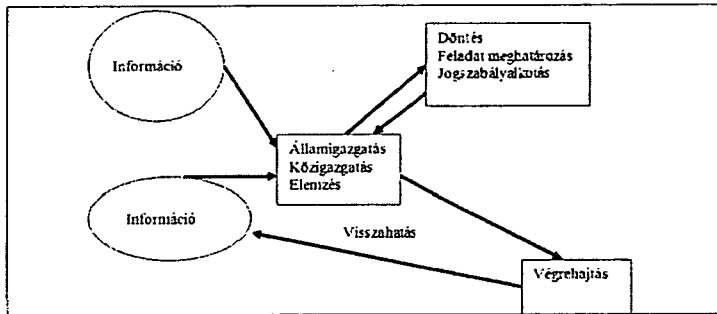 Információ
Döntés
Feladat meghatározás
Jogszabályalkotás
Államigazgatás
Közigazgatás
Elemzés
Információ
Visszahatás
Végrehajtás